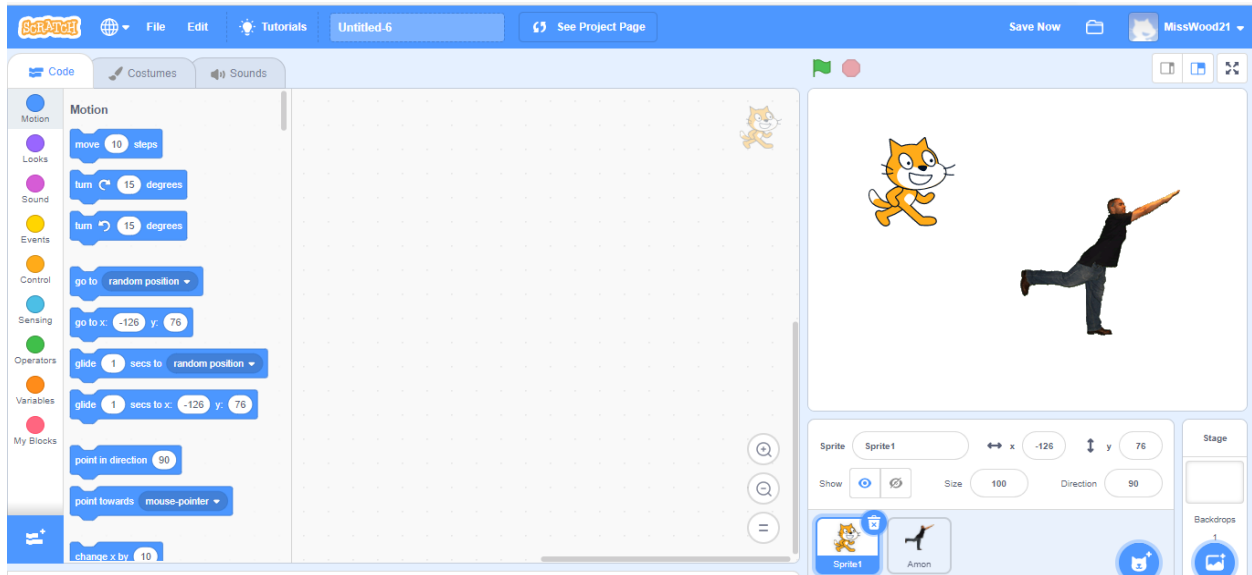 SCRATCH File Edit Tutorials Untitled-6 See Project Page Save Now MissWood21
Code Costumes Sounds
Motion
Looks
Sound
Events
Control
Sensing
Operators
Variables
My Blocks
Motion
move 10 steps
turn 15 degrees
turn 15 degrees
go to random position
go to x: -126 y: 76
glide 1 secs to random position
glide 1 secs to x: -126 y: 76
point in direction 90
point towards mouse-pointer
change x by 10
Sprite Sprite1 x -126 y 76
Show Size 100 Direction 90
Sprite1 Amon
Stage
Backdrops
1